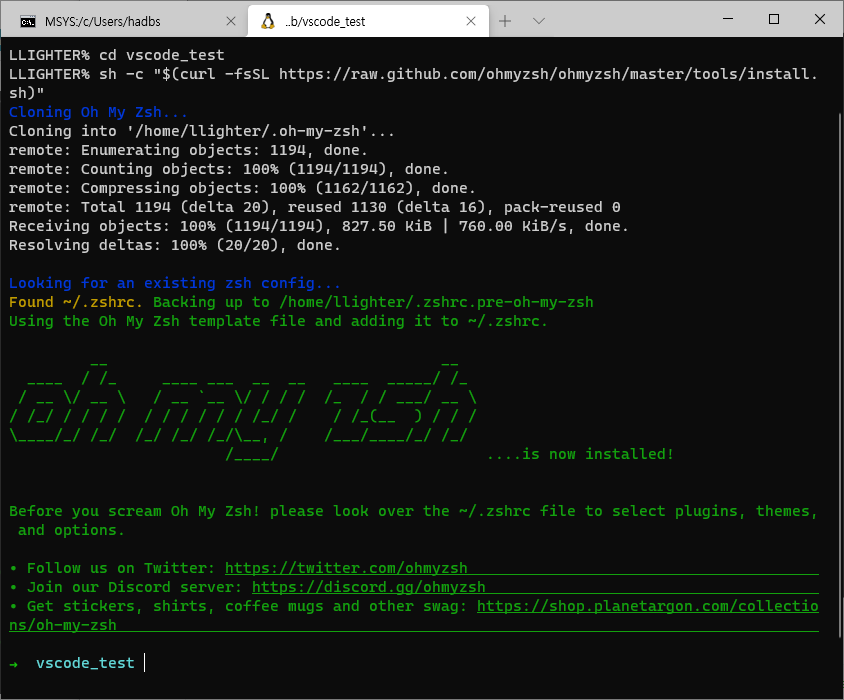 MSYS:/c/Users/hadbs
..b/vscode_test
LLIGHTER% cd vscode_test
LLIGHTER% sh -c "$(curl -fsSL https://raw.github.com/ohmyzsh/ohmyzsh/master/tools/install.
sh)"
Cloning Oh My Zsh...
Cloning into '/home/llighter/.oh-my-zsh'...
remote: Enumerating objects: 1194, done.
remote: Counting objects: 100% (1194/1194), done.
remote: Compressing objects: 100% (1162/1162), done.
remote: Total 1194 (delta 20), reused 1130 (delta 16), pack-reused 0
Receiving objects: 100% (1194/1194), 827.50 KiB | 760.00 KiB/s, done.
Resolving deltas: 100% (20/20), done.
Looking for an existing zsh config...
Found ~/.zshrc. Backing up to /home/llighter/.zshrc.pre-oh-my-zsh
Using the Oh My Zsh template file and adding it to ~/.zshrc.
oh my zsh
....is now installed!
Before you scream Oh My Zsh! please look over the ~/.zshrc file to select plugins, themes,
and options.
• Follow us on Twitter: https://twitter.com/ohmyzsh
• Join our Discord server: https://discord.gg/ohmyzsh
• Get stickers, shirts, coffee mugs and other swag: https://shop.planetargon.com/collectio
ns/oh-my-zsh
→ vscode_test